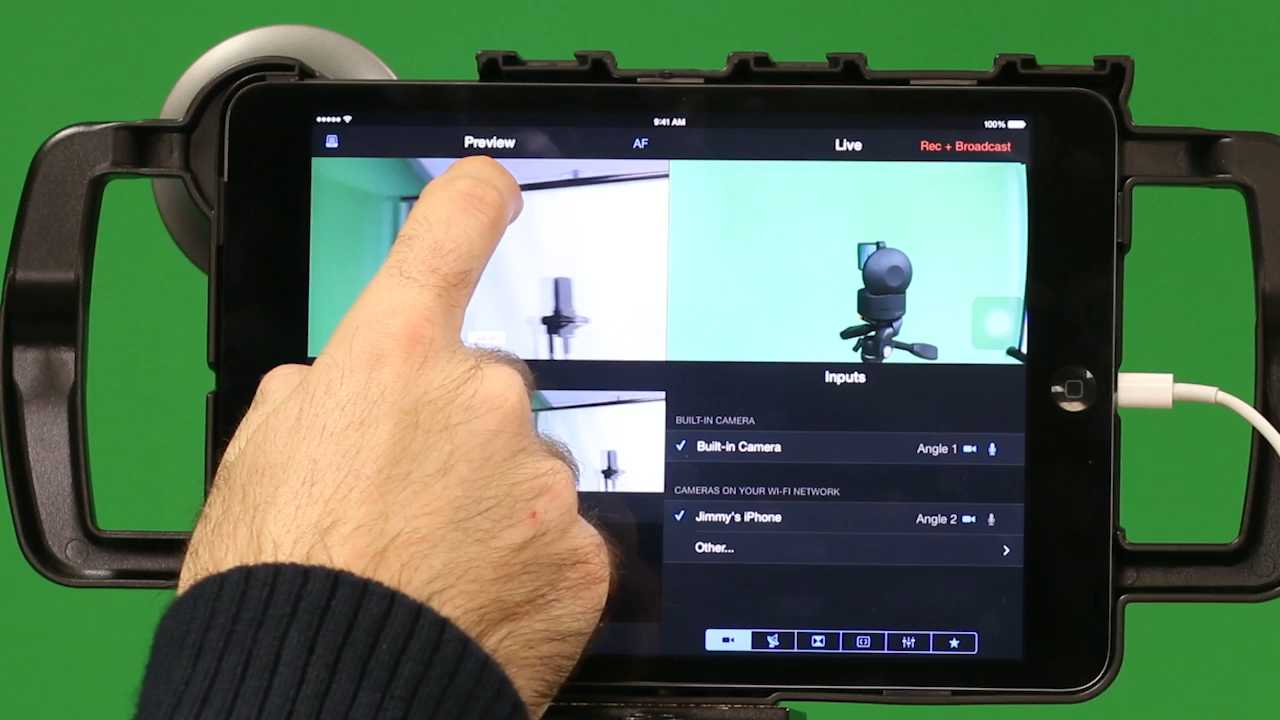 9:41 AM
100%
Preview
AF
Live
Rec + Broadcast
Inputs
BUILT-IN CAMERA
Built-in Camera
Angle 1
CAMERAS ON YOUR WI-FI NETWORK
Jimmy's iPhone
Angle 2
Other...